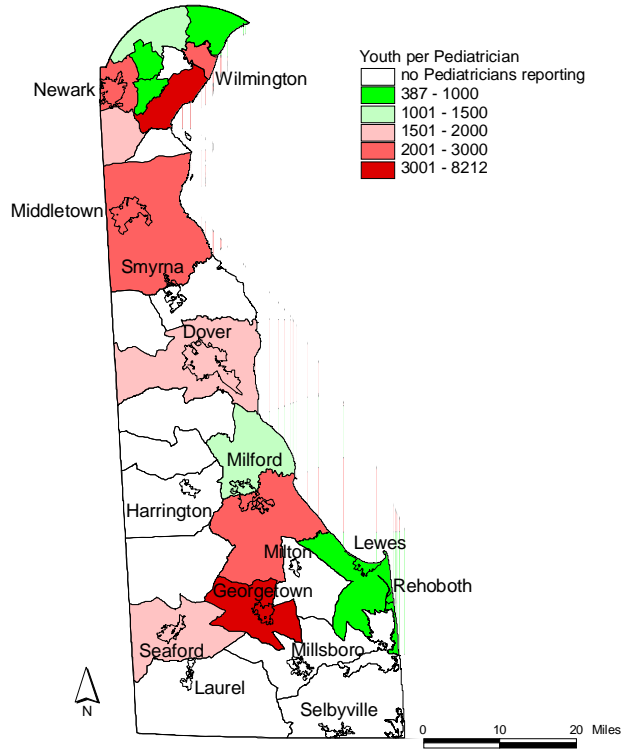 Youth per Pediatrician
no Pediatricians reporting
387 - 1000
1001 - 1500
1501 - 2000
2001 - 3000
3001 - 8212
Wilmington
Newark
Middletown
Smyrna
Dover
Milford
Harrington
Milton
Lewes
Georgetown
Rehoboth
Seaford
Millsboro
Laurel
Selbyville
N
0 10 20 Miles